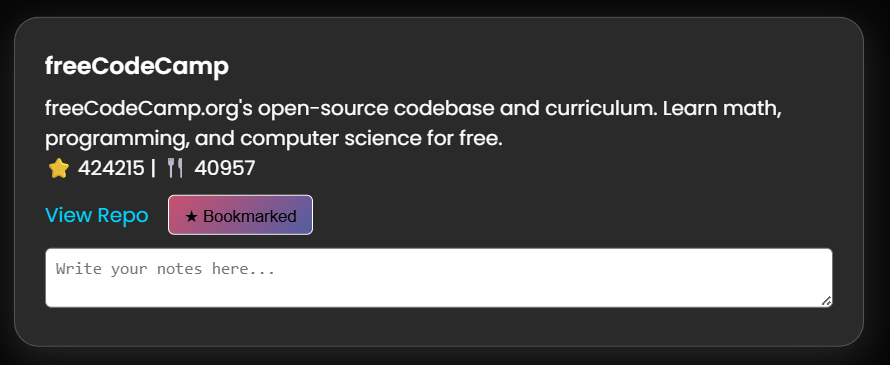 freeCodeCamp
freeCodeCamp.org's open-source codebase and curriculum. Learn math,
programming, and computer science for free.
⭐ 424215 | 🍴 40957
View Repo ★ Bookmarked
Write your notes here...